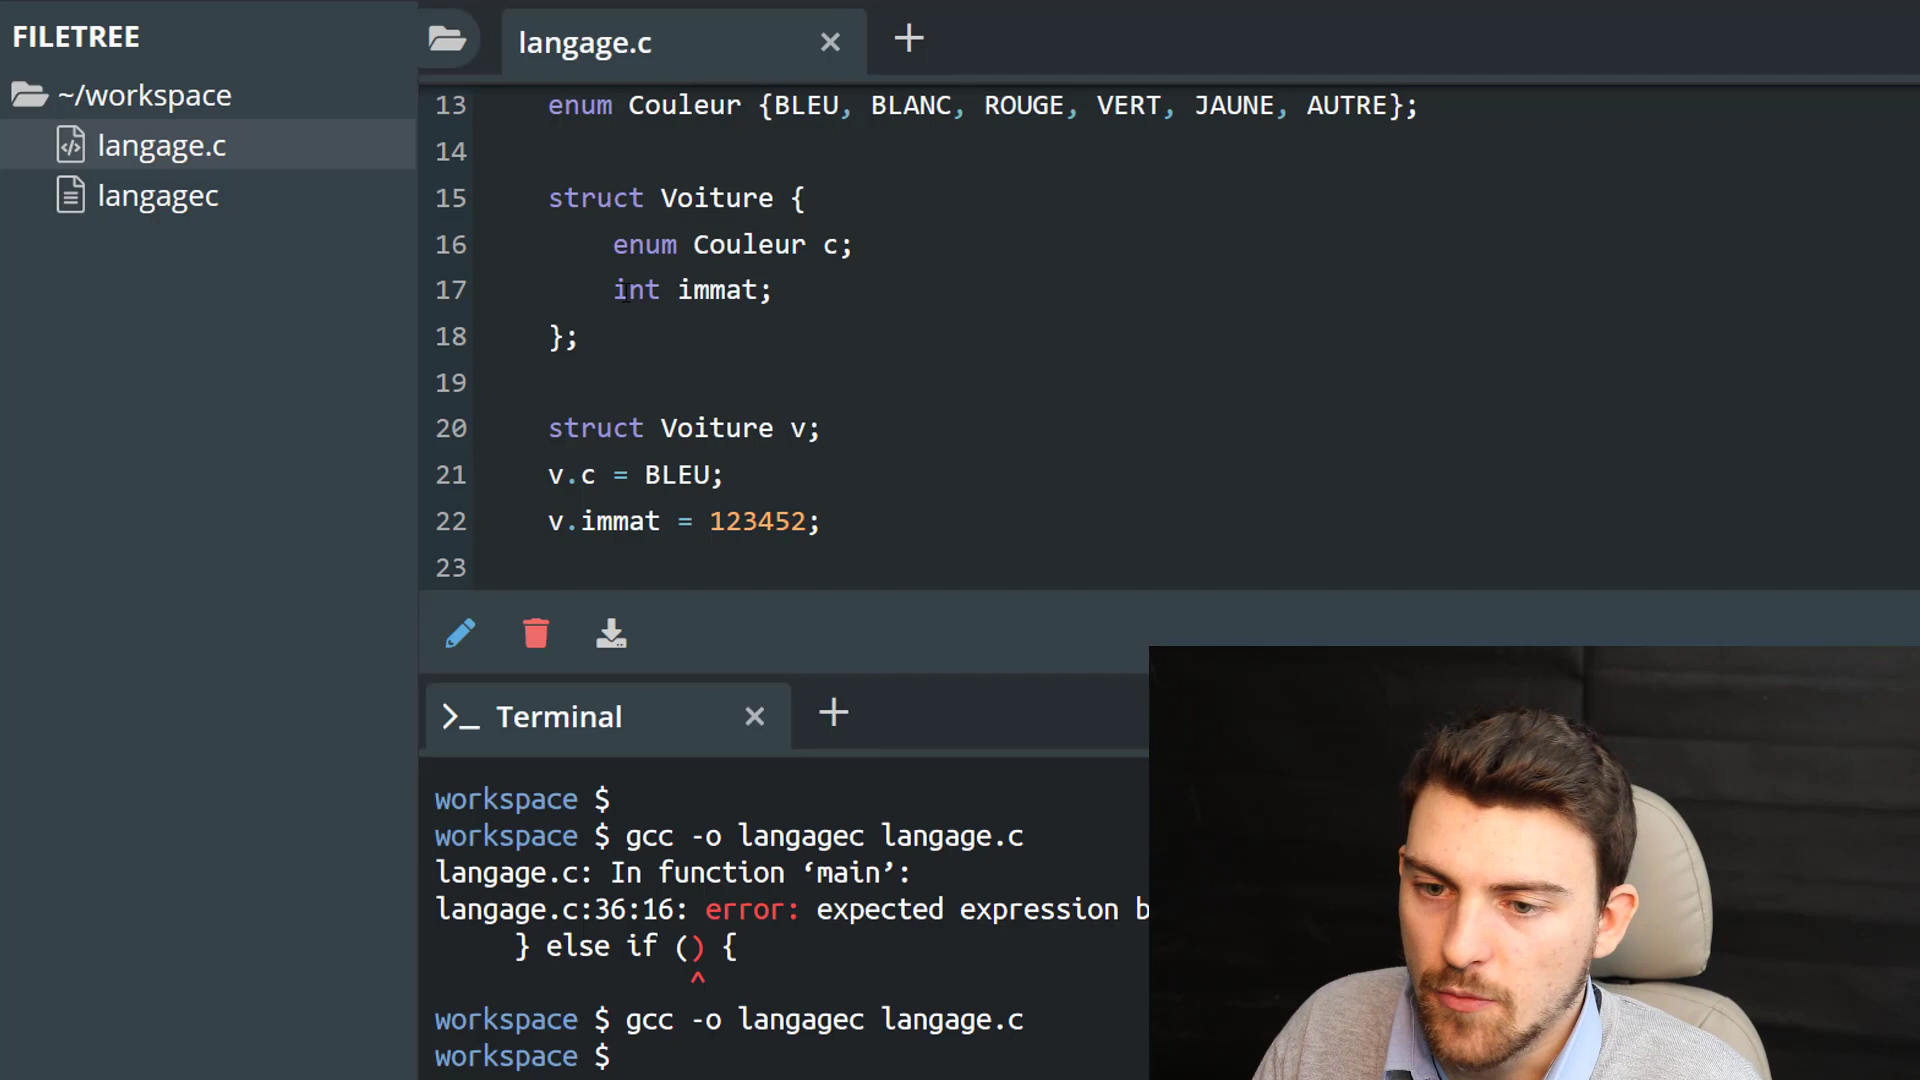 FILETREE
~/workspace
langage.c
langagec
langage.c
13 enum Couleur {BLEU, BLANC, ROUGE, VERT, JAUNE, AUTRE};
14
15 struct Voiture {
16 enum Couleur c;
17 int immat;
18 };
19
20 struct Voiture v;
21 v.c = BLEU;
22 v.immat = 123452;
23
>_ Terminal
workspace $
workspace $ gcc -o langagec langage.c
langage.c: In function ‘main’:
langage.c:36:16: error: expected expression b
} else if () {
^
workspace $ gcc -o langagec langage.c
workspace $